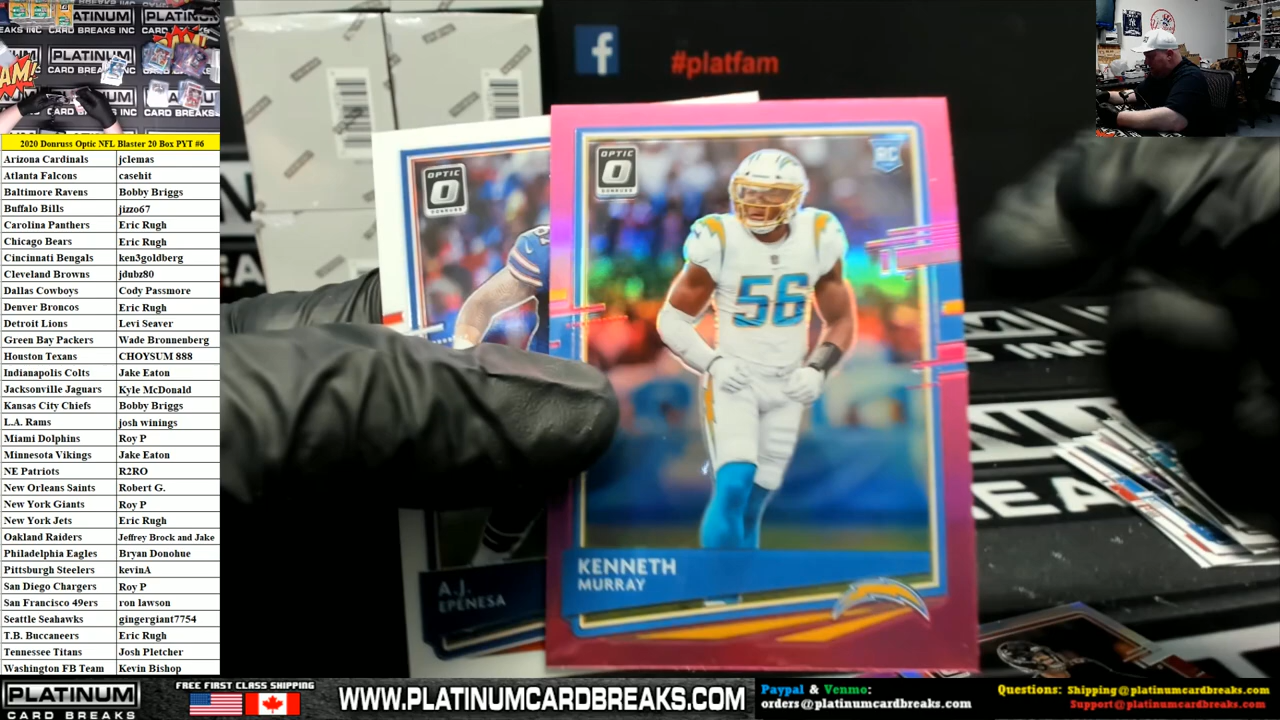 PLATINUM
CARD BREAKS
2020 Donruss Optic NFL Blaster 20 Box PYT #6
Arizona Cardinals jclemas
Atlanta Falcons casehit
Baltimore Ravens Bobby Briggs
Buffalo Bills jizzo67
Carolina Panthers Eric Rugh
Chicago Bears Eric Rugh
Cincinnati Bengals ken3goldberg
Cleveland Browns jdubz80
Dallas Cowboys Cody Passmore
Denver Broncos Eric Rugh
Detroit Lions Levi Seaver
Green Bay Packers Wade Bronnenberg
Houston Texans CHOYSUM 888
Indianapolis Colts Jake Eaton
Jacksonville Jaguars Kyle McDonald
Kansas City Chiefs Bobby Briggs
L.A. Rams josh winings
Miami Dolphins Roy P
Minnesota Vikings Jake Eaton
NE Patriots R2RO
New Orleans Saints Robert G.
New York Giants Roy P
New York Jets Eric Rugh
Oakland Raiders Jeffrey Brock and Jake
Philadelphia Eagles Bryan Donohue
Pittsburgh Steelers kevinA
San Diego Chargers Roy P
San Francisco 49ers ron lawson
Seattle Seahawks gingergiant7754
T.B. Buccaneers Eric Rugh
Tennessee Titans Josh Pletcher
Washington FB Team Kevin Bishop
f #platfam
OPTIC
O
DONRUSS
A.J.
EPENESA
OPTIC
O
DONRUSS
RC
56
KENNETH
MURRAY
PLATINUM
CARD BREAKS
FREE FIRST CLASS SHIPPING
WWW.PLATINUMCARDBREAKS.COM
Paypal & Venmo:
orders@platinumcardbreaks.com
Questions: Shipping@platinumcardbreaks.com
Support@platinumcardbreaks.com